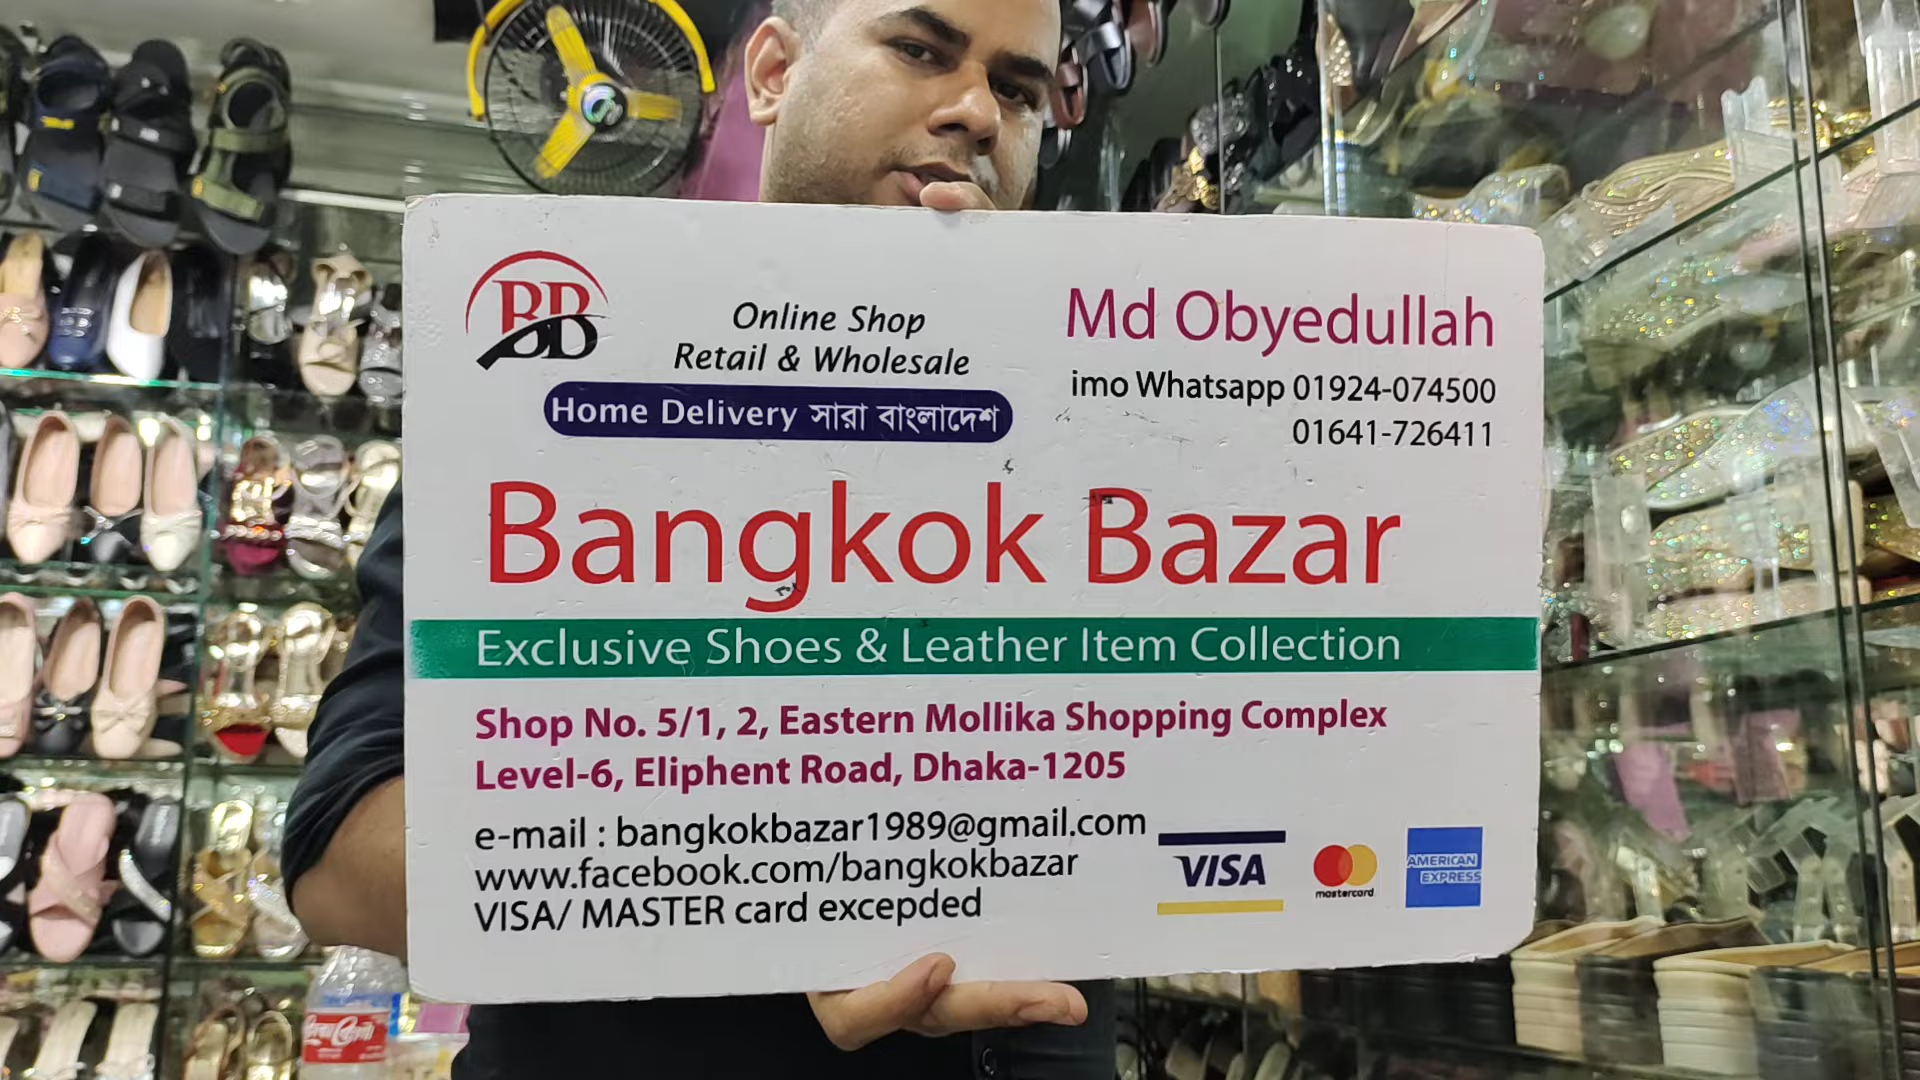 BB
Online Shop
Retail & Wholesale
Home Delivery সারা বাংলাদেশ
Md Obyedullah
imo Whatsapp 01924-074500
01641-726411
Bangkok Bazar
Exclusive Shoes & Leather Item Collection
Shop No. 5/1, 2, Eastern Mollika Shopping Complex
Level-6, Eliphent Road, Dhaka-1205
e-mail : bangkokbazar1989@gmail.com
www.facebook.com/bangkokbazar
VISA/ MASTER card excepded
VISA
mastercard
AMERICAN
EXPRESS